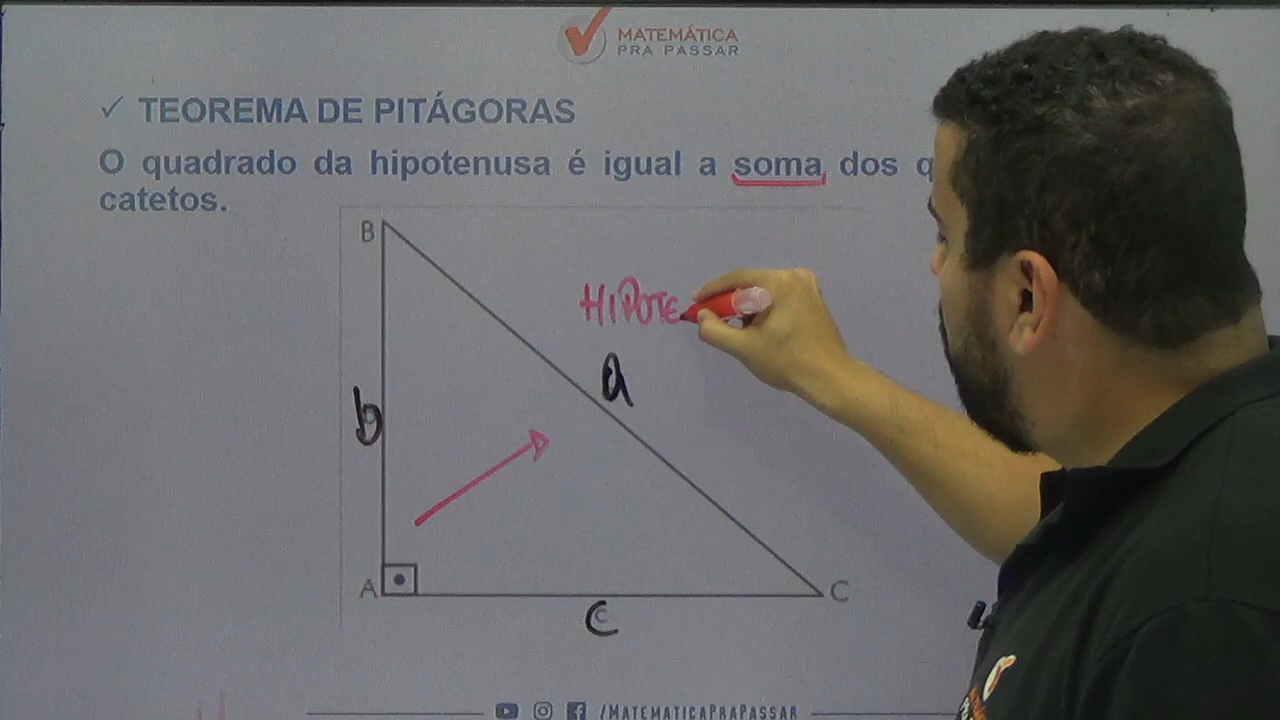 MATEMÁTICA
PRA PASSAR
✓ TEOREMA DE PITÁGORAS
O quadrado da hipotenusa é igual a soma dos
catetos.
B
HIPOTE
a
b
A
C
c
/MATEMATICAPRAPASSAR